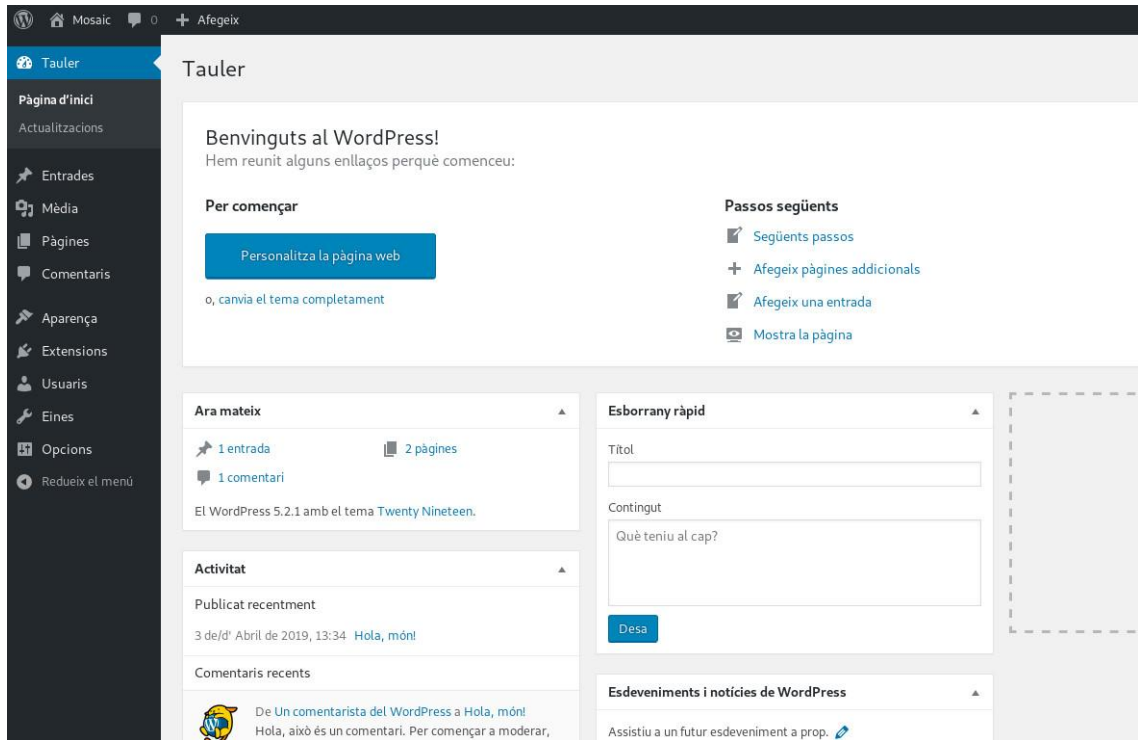 Mosaic 0 Afegeix
Tauler
Pàgina d'inici
Actualitzacions
Entrades
Mèdia
Pàgines
Comentaris
Aparença
Extensions
Usuaris
Eines
Opcions
Redueix el menú
Tauler
Benvinguts al WordPress!
Hem reunit alguns enllaços perquè comenceu:
Per començar
Personalitza la pàgina web
o, canvia el tema completament
Passos següents
Següents passos
Afegeix pàgines addicionals
Afegeix una entrada
Mostra la pàgina
Ara mateix
1 entrada 2 pàgines
1 comentari
El WordPress 5.2.1 amb el tema Twenty Nineteen.
Activitat
Publicat recentment
3 de/d' Abril de 2019, 13:34 Hola, món!
Comentaris recents
De Un comentarista del WordPress a Hola, món!
Hola, això és un comentari. Per començar a moderar,
Esborrany ràpid
Títol
Contingut
Què teniu al cap?
Desa
Esdeveniments i notícies de WordPress
Assistiu a un futur esdeveniment a prop.